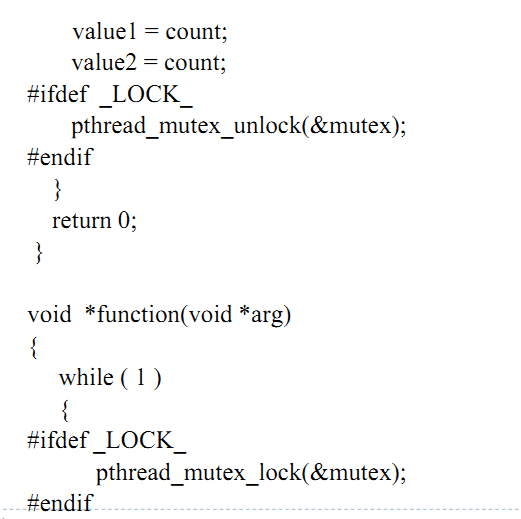 value1 = count;
value2 = count;
#ifdef _LOCK_
pthread_mutex_unlock(&mutex);
#endif
}
return 0;
}
void *function(void *arg)
{
while ( 1 )
{
#ifdef _LOCK_
pthread_mutex_lock(&mutex);
#endif